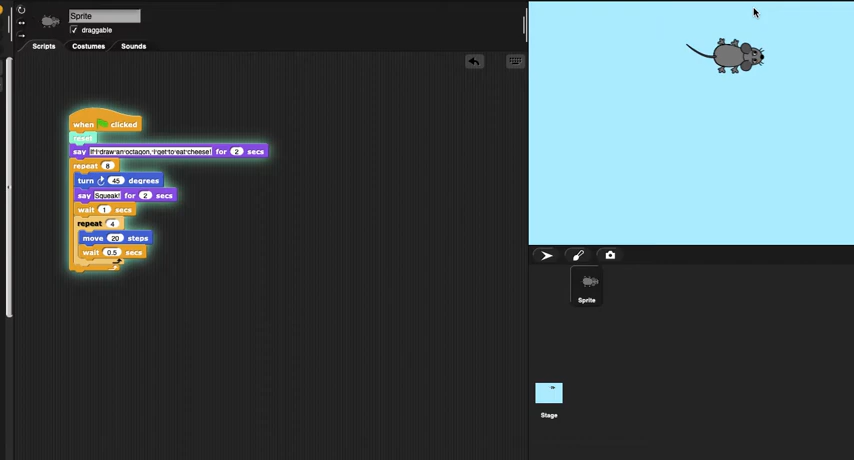 Sprite
draggable
Scripts Costumes Sounds
when clicked
reset
say If I draw an octagon, I get to eat cheese! for 2 secs
repeat 8
turn 45 degrees
say Squeak! for 2 secs
wait 1 secs
repeat 4
move 20 steps
wait 0.5 secs
Sprite
Stage